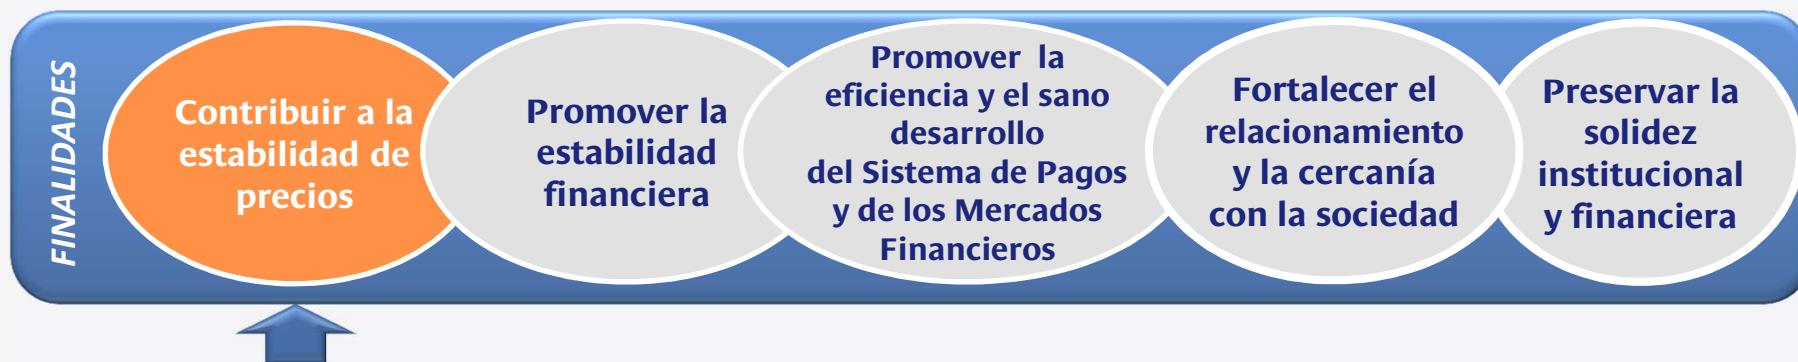 FINALIDADES
Contribuir a la
estabilidad de
precios
Promover la
estabilidad
financiera
Promover la
eficiencia y el sano
desarrollo
del Sistema de Pagos
y de los Mercados
Financieros
Fortalecer el
relacionamiento
y la cercanía
con la sociedad
Preservar la
solidez
institucional
y financiera